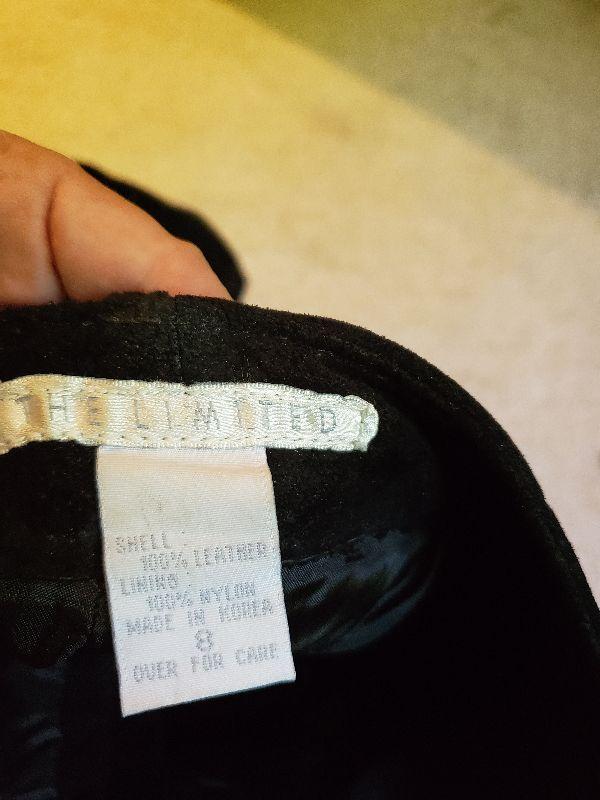 THE LIMITED
SHELL
100% LEATHER
LINING
100% NYLON
MADE IN KOREA
8
OVER FOR CARE